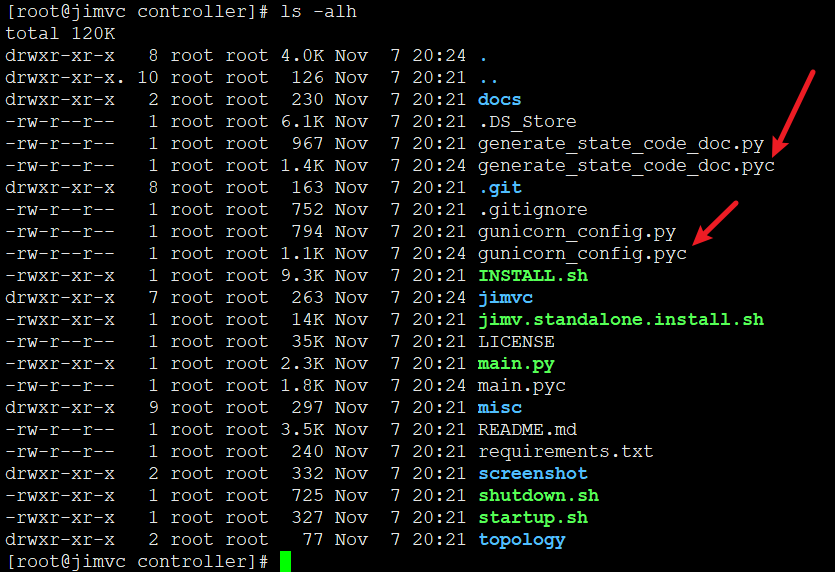 [root@jimvc controller]# ls -alh
total 120K
drwxr-xr-x   8 root root 4.0K Nov  7 20:24 .
drwxr-xr-x. 10 root root  126 Nov  7 20:21 ..
drwxr-xr-x   2 root root  230 Nov  7 20:21 docs
-rw-r--r--   1 root root 6.1K Nov  7 20:21 .DS_Store
-rw-r--r--   1 root root  967 Nov  7 20:21 generate_state_code_doc.py
-rw-r--r--   1 root root 1.4K Nov  7 20:24 generate_state_code_doc.pyc
drwxr-xr-x   8 root root  163 Nov  7 20:21 .git
-rw-r--r--   1 root root  752 Nov  7 20:21 .gitignore
-rw-r--r--   1 root root  794 Nov  7 20:21 gunicorn_config.py
-rw-r--r--   1 root root 1.1K Nov  7 20:24 gunicorn_config.pyc
-rwxr-xr-x   1 root root 9.3K Nov  7 20:21 INSTALL.sh
drwxr-xr-x   7 root root  263 Nov  7 20:24 jimvc
-rwxr-xr-x   1 root root  14K Nov  7 20:21 jimv.standalone.install.sh
-rw-r--r--   1 root root  35K Nov  7 20:21 LICENSE
-rwxr-xr-x   1 root root 2.3K Nov  7 20:21 main.py
-rw-r--r--   1 root root 1.8K Nov  7 20:24 main.pyc
drwxr-xr-x   9 root root  297 Nov  7 20:21 misc
-rw-r--r--   1 root root 3.5K Nov  7 20:21 README.md
-rw-r--r--   1 root root  240 Nov  7 20:21 requirements.txt
drwxr-xr-x   2 root root  332 Nov  7 20:21 screenshot
-rwxr-xr-x   1 root root  725 Nov  7 20:21 shutdown.sh
-rwxr-xr-x   1 root root  327 Nov  7 20:21 startup.sh
drwxr-xr-x   2 root root   77 Nov  7 20:21 topology
[root@jimvc controller]#